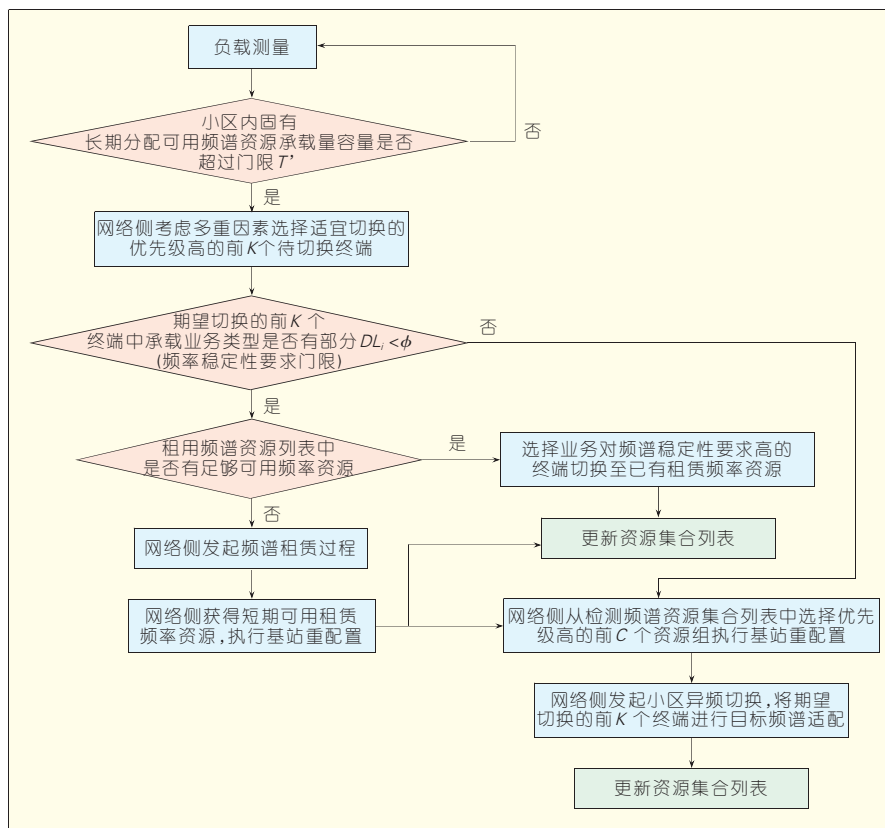 负载测量
小区内固有
长期分配可用频谱资源承载量容量是否
超过门限T’
否
是
网络侧考虑多重因素选择适宜切换的
优先级高的前K个待切换终端
期望切换的前K个
终端中承载业务类型是否有部分DLi<ϕ
(频率稳定性要求门限)
否
是
租用频谱资源列表中
是否有足够可用频率资源
是
选择业务对频谱稳定性要求高的
终端切换至已有租赁频率资源
否
更新资源集合列表
网络侧发起频谱租赁过程
网络侧获得短期可用租赁
频率资源,执行基站重配置
网络侧从检测频谱资源集合列表中选择优先
级高的前C个资源组执行基站重配置
网络侧发起小区异频切换,将期望
切换的前K个终端进行目标频谱适配
更新资源集合列表